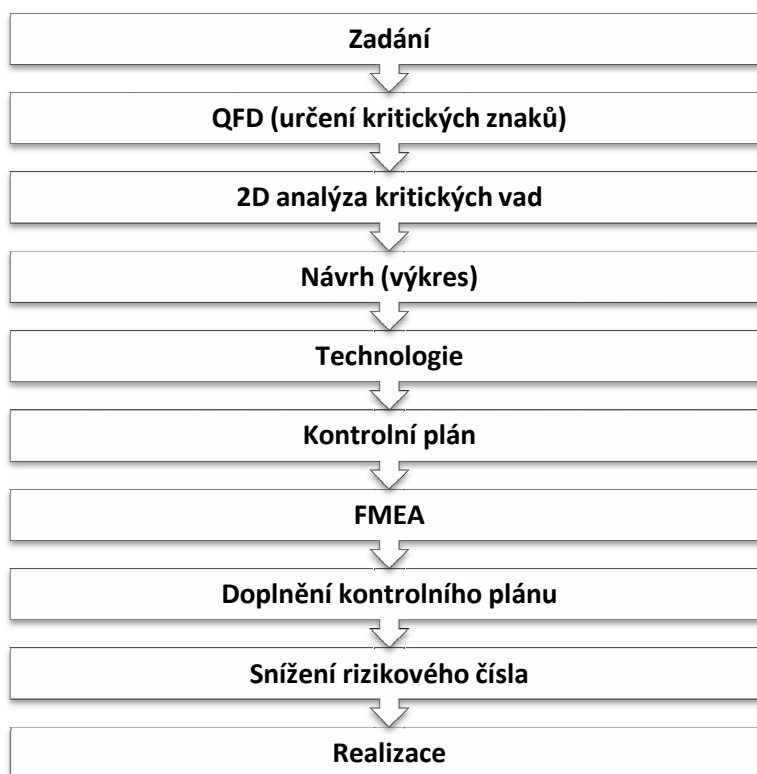 Zadání
QFD (určení kritických znaků)
2D analýza kritických vad
Návrh (výkres)
Technologie
Kontrolní plán
FMEA
Doplnění kontrolního plánu
Snížení rizikového čísla
Realizace